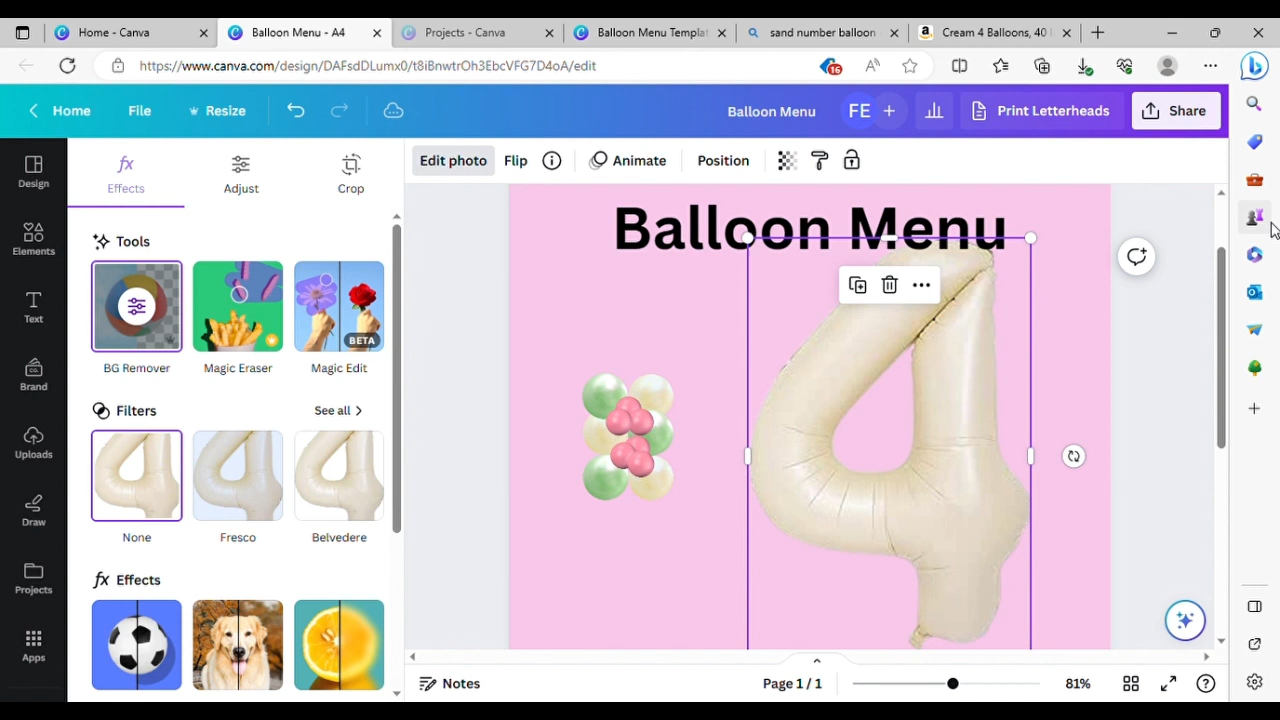 Home - Canva
Balloon Menu - A4
Projects - Canva
Balloon Menu Templat
sand number balloon
Cream 4 Balloons, 40
https://www.canva.com/design/DAFsdDLumx0/t8iBnwtrOh3EbcVFG7D4oA/edit
16
Home
File
Resize
Balloon Menu
FE
Print Letterheads
Share
Design
Elements
Text
Brand
Uploads
Draw
Projects
Apps
Effects
Adjust
Crop
Tools
BETA
BG Remover
Magic Eraser
Magic Edit
Filters
See all
None
Fresco
Belvedere
fx Effects
Edit photo
Flip
Animate
Position
Balloon Menu
Notes
Page 1 / 1
81%